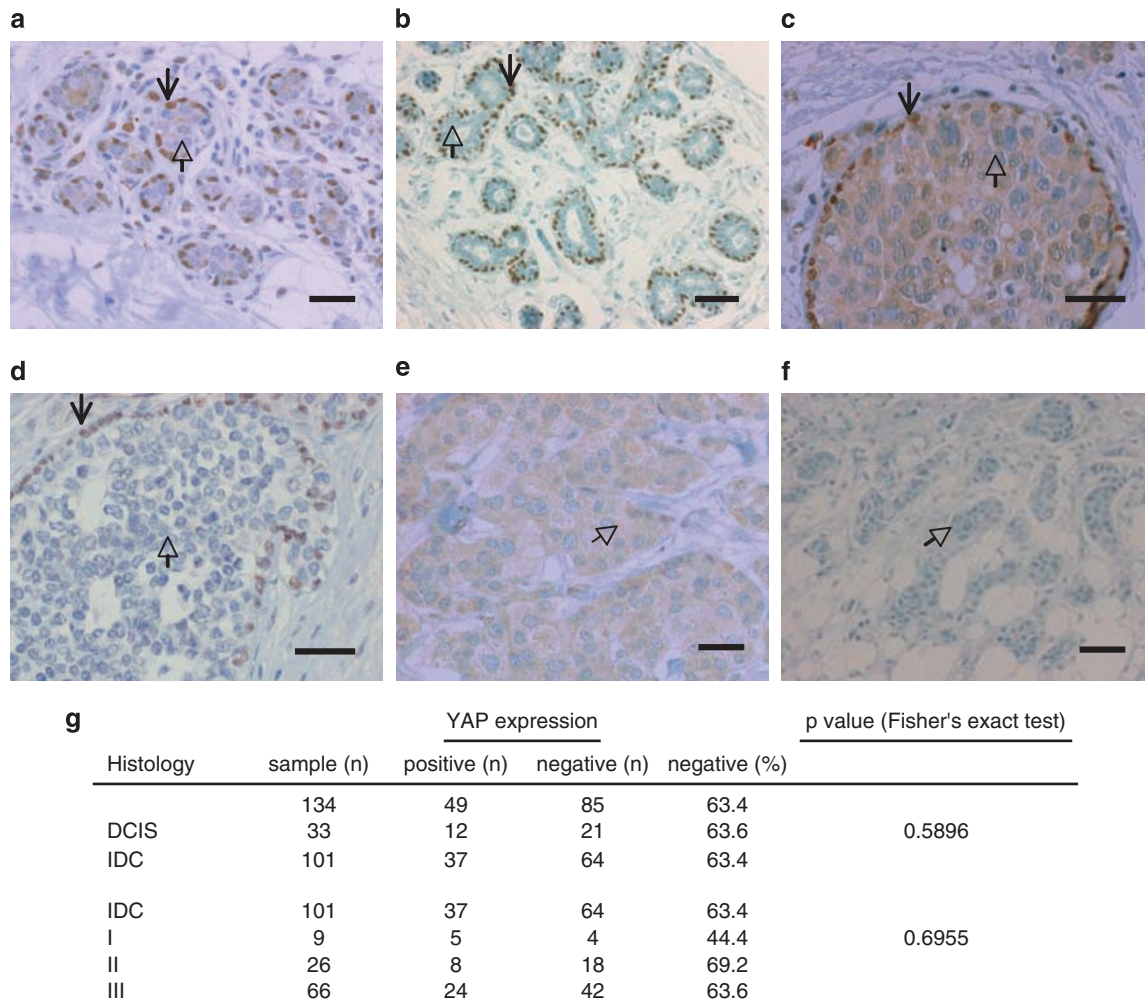 a
b
c
d
e
f
g
YAP expression p value (Fisher's exact test)
Histology sample (n) positive (n) negative (n) negative (%)
134 49 85 63.4
DCIS 33 12 21 63.6 0.5896
IDC 101 37 64 63.4
IDC 101 37 64 63.4
I 9 5 4 44.4 0.6955
II 26 8 18 69.2
III 66 24 42 63.6